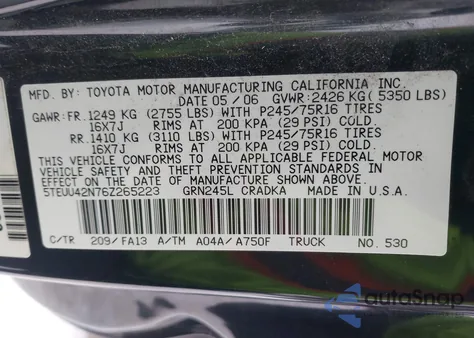 MFD. BY: TOYOTA MOTOR MANUFACTURING CALIFORNIA INC.
DATE 05 / 06 GVWR: 2426 KG ( 5350 LBS)
GAWR: FR. 1249 KG (2755 LBS) WITH P245/75R16 TIRES
16X7J RIMS AT 200 KPA (29 PSI) COLD.
RR. 1410 KG (3110 LBS) WITH P245/75R16 TIRES
16X7J RIMS AT 200 KPA (29 PSI) COLD.
THIS VEHICLE CONFORMS TO ALL APPLICABLE FEDERAL MOTOR
VEHICLE SAFETY AND THEFT PREVENTION STANDARDS IN
EFFECT ON THE DATE OF MANUFACTURE SHOWN ABOVE.
5TEUU42N76Z265223 GRN245L CRADKA MADE IN U.S.A.
C/TR 209/FA13 A/TM A04A/A750F TRUCK NO. 530
autoSnap